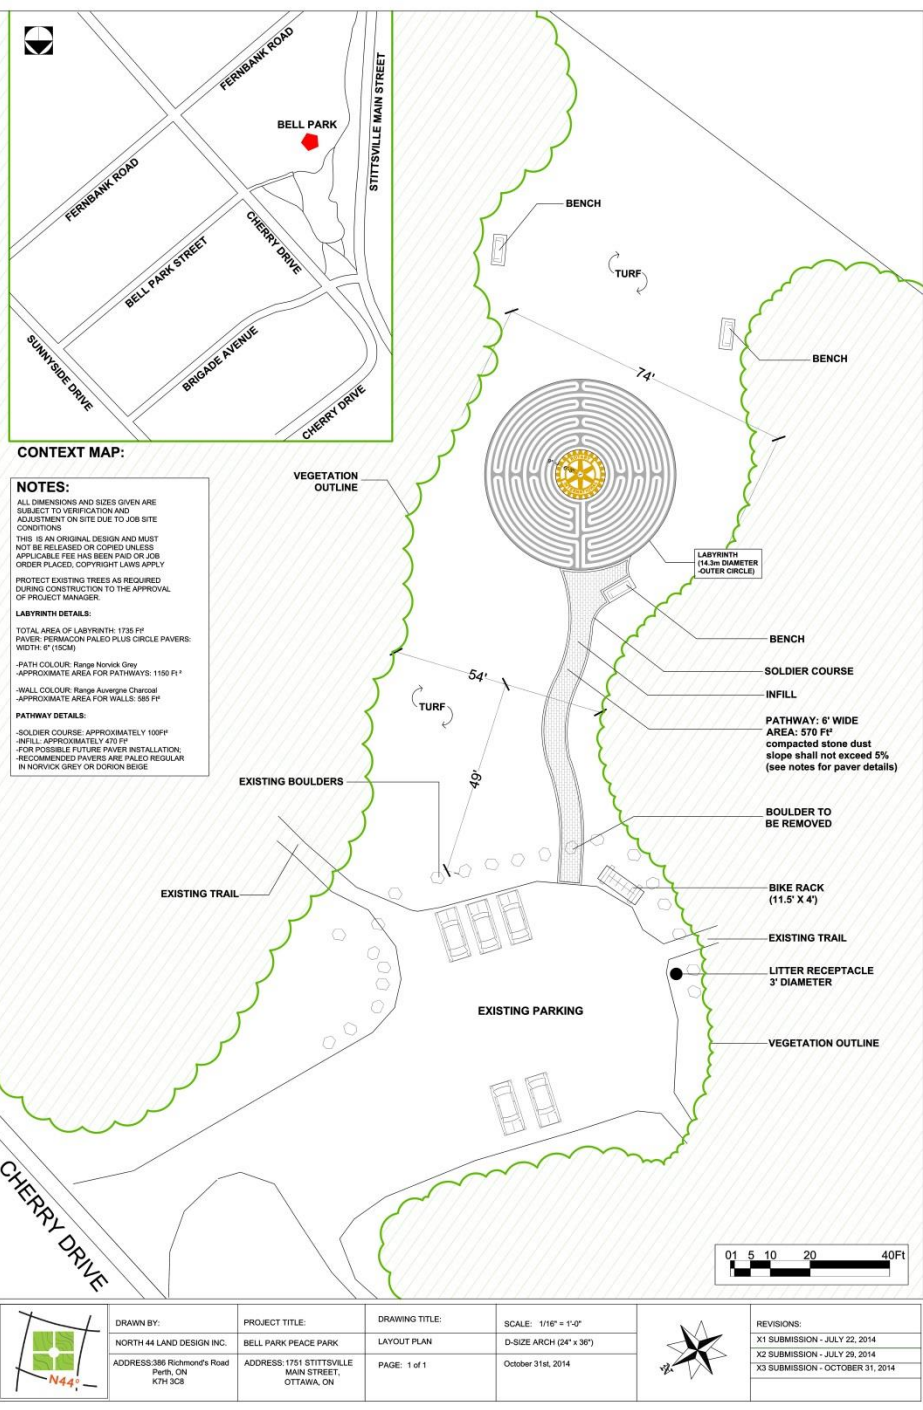 FERNBANK ROAD
STITTSVILLE MAIN STREET
BELL PARK
FERNBANK ROAD
CHERRY DRIVE
BELL PARK STREET
BRIGADE AVENUE
SUNNYSIDE DRIVE
CHERRY DRIVE
CONTEXT MAP:
NOTES:
ALL DIMENSIONS AND SIZES GIVEN ARE
SUBJECT TO VERIFICATION AND
ADJUSTMENT ON SITE DUE TO JOB SITE
CONDITIONS
THIS IS AN ORIGINAL DESIGN AND MUST
NOT BE RELEASED OR COPIED UNLESS
APPLICABLE FEE HAS BEEN PAID OR JOB
ORDER PLACED, COPYRIGHT LAWS APPLY
PROTECT EXISTING TREES AS REQUIRED
DURING CONSTRUCTION TO THE APPROVAL
OF PROJECT MANAGER.
LABYRINTH DETAILS:
TOTAL AREA OF LABYRINTH: 1735 Ft²
PAVER: PERMACON PALEO PLUS CIRCLE PAVERS:
WIDTH: 6" (15CM)
-PATH COLOUR: Range Norvick Grey
-APPROXIMATE AREA FOR PATHWAYS: 1150 Ft ²
-WALL COLOUR: Range Auvergne Charcoal
-APPROXIMATE AREA FOR WALLS: 585 Ft²
PATHWAY DETAILS:
-SOLDIER COURSE: APPROXIMATELY 100Ft²
-INFILL: APPROXIMATELY 470 Ft²
-FOR POSSIBLE FUTURE PAVER INSTALLATION;
-RECOMMENDED PAVERS ARE PALEO REGULAR
IN NORVICK GREY OR DORION BEIGE
BENCH
TURF
BENCH
74'
VEGETATION
OUTLINE
LABYRINTH
(14.3m DIAMETER
-OUTER CIRCLE)
BENCH
SOLDIER COURSE
54'
INFILL
TURF
PATHWAY: 6' WIDE
AREA: 570 Ft²
compacted stone dust
slope shall not exceed 5%
(see notes for paver details)
49'
EXISTING BOULDERS
BOULDER TO
BE REMOVED
EXISTING TRAIL
BIKE RACK
(11.5' X 4')
EXISTING TRAIL
LITTER RECEPTACLE
3' DIAMETER
EXISTING PARKING
VEGETATION OUTLINE
CHERRY DRIVE
01 5 10 20 40Ft
N44°
DRAWN BY:
NORTH 44 LAND DESIGN INC.
ADDRESS:386 Richmond's Road
Perth, ON
K7H 3C8
PROJECT TITLE:
BELL PARK PEACE PARK
ADDRESS: 1751 STITTSVILLE
MAIN STREET,
OTTAWA, ON
DRAWING TITLE:
LAYOUT PLAN
PAGE: 1 of 1
SCALE: 1/16" = 1'-0"
D-SIZE ARCH (24" x 36")
October 31st, 2014
REVISIONS:
X1 SUBMISSION - JULY 22, 2014
X2 SUBMISSION - JULY 29, 2014
X3 SUBMISSION - OCTOBER 31, 2014